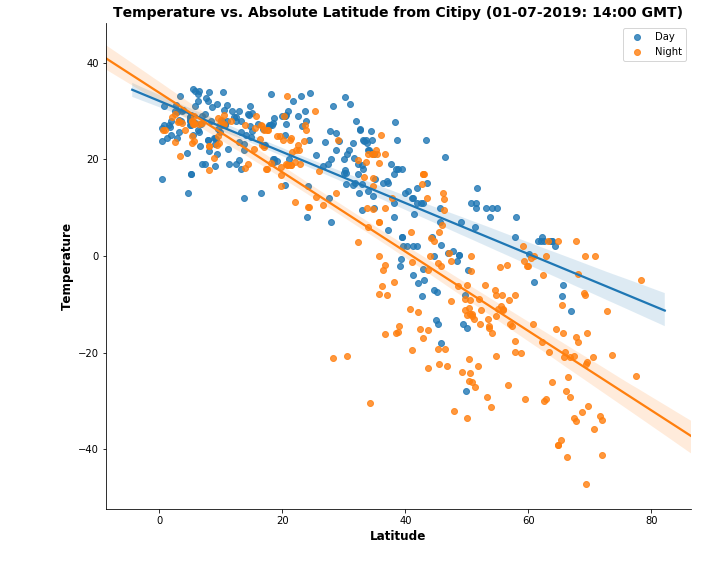 Temperature vs. Absolute Latitude from Citipy (01-07-2019: 14:00 GMT)
Day
Night
40
20
0
−20
−40
Temperature
0
20
40
60
80
Latitude